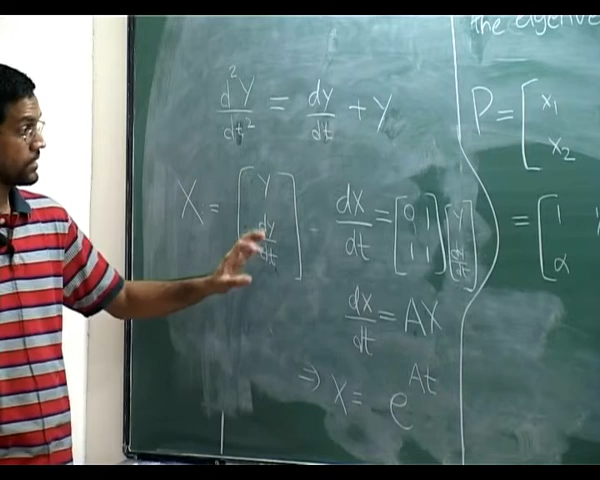 the eigenve
d²y/dt² = dy/dt + y
X = [y; dy/dt]
dX/dt = [0 1; 1 1] [y; dy/dt]
dX/dt = AX
⇒ X = e^{At}
P = [x₁
x₂
= [1
α